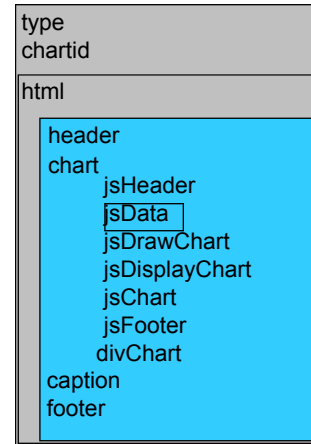 type
chartid
html
header
chart
jsHeader
jsData
jsDrawChart
jsDisplayChart
jsChart
jsFooter
divChart
caption
footer